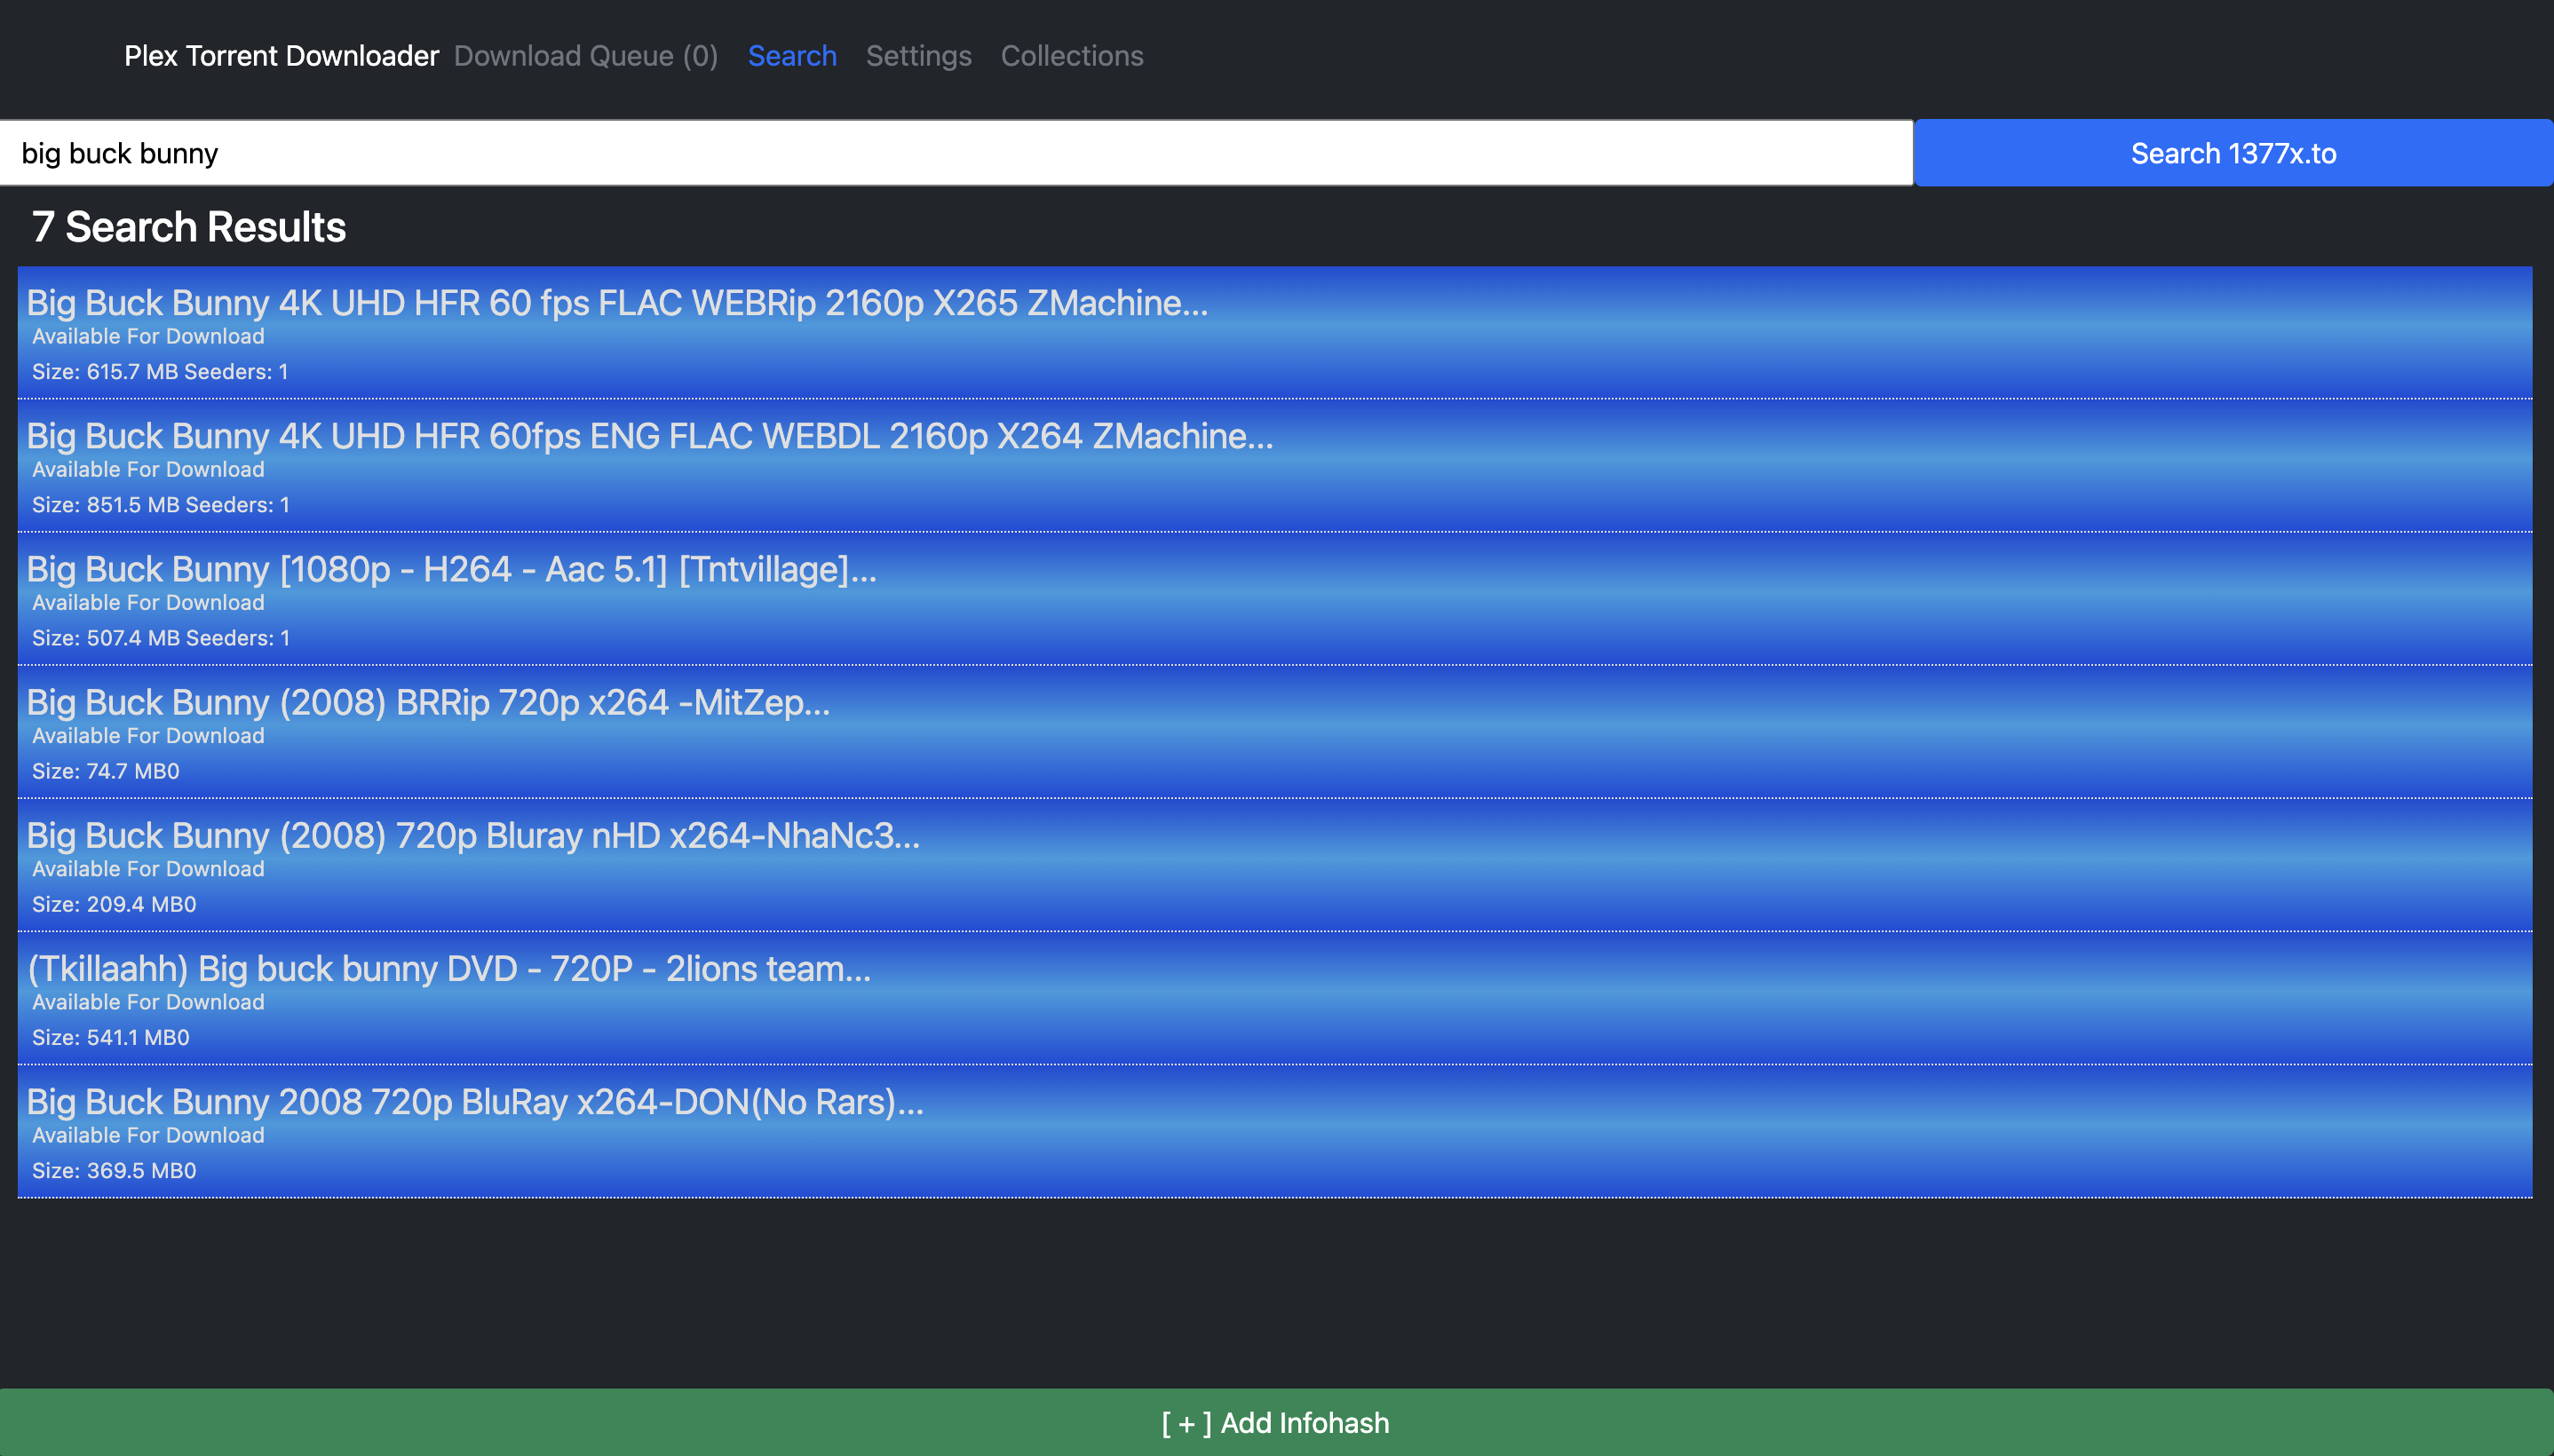 Plex Torrent Downloader Download Queue (0) Search Settings Collections
big buck bunny Search 1377x.to
7 Search Results
Big Buck Bunny 4K UHD HFR 60 fps FLAC WEBRip 2160p X265 ZMachine...
Available For Download
Size: 615.7 MB Seeders: 1
Big Buck Bunny 4K UHD HFR 60fps ENG FLAC WEBDL 2160p X264 ZMachine...
Available For Download
Size: 851.5 MB Seeders: 1
Big Buck Bunny [1080p - H264 - Aac 5.1] [Tntvillage]...
Available For Download
Size: 507.4 MB Seeders: 1
Big Buck Bunny (2008) BRRip 720p x264 -MitZep...
Available For Download
Size: 74.7 MB0
Big Buck Bunny (2008) 720p Bluray nHD x264-NhaNc3...
Available For Download
Size: 209.4 MB0
(Tkillaahh) Big buck bunny DVD - 720P - 2lions team...
Available For Download
Size: 541.1 MB0
Big Buck Bunny 2008 720p BluRay x264-DON(No Rars)...
Available For Download
Size: 369.5 MB0
[ + ] Add Infohash